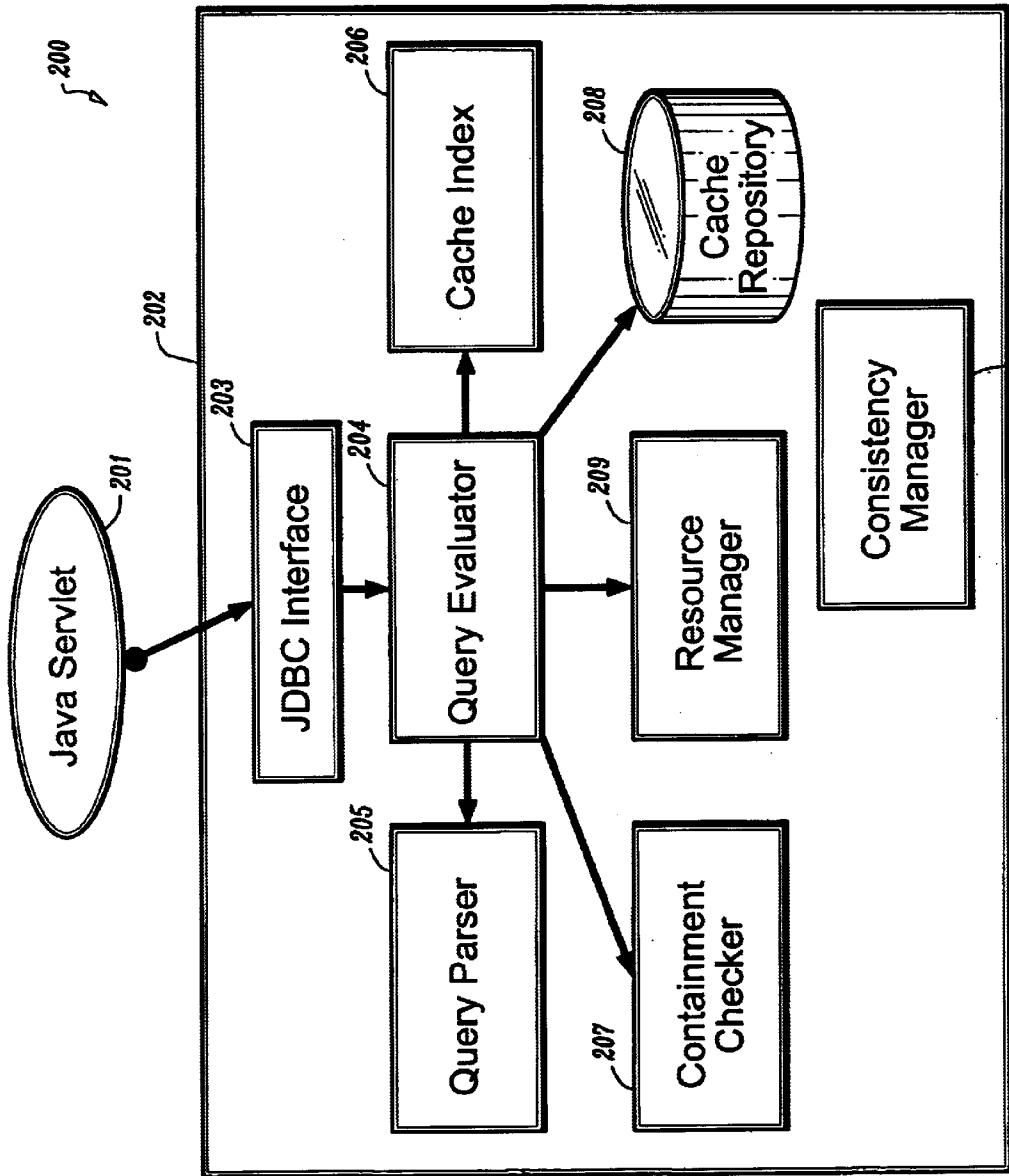 200
Java Servlet
201
202
JDBC Interface
203
Query Parser
205
Query Evaluator
204
Cache Index
206
Containment
Checker
207
Resource
Manager
209
Cache
Repository
208
Consistency
Manager